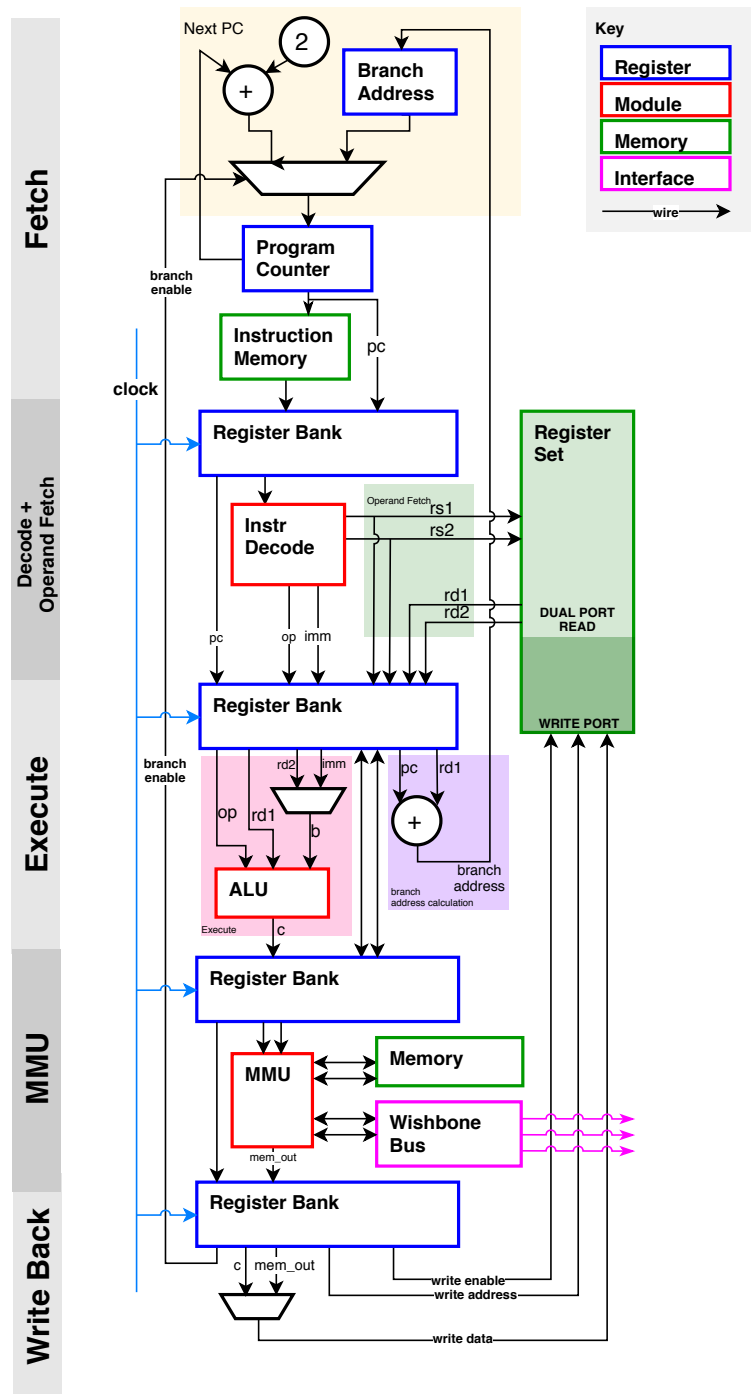 Next PC
2
+
Branch
Address
Key
Register
Module
Memory
Interface
wire
Fetch
branch
enable
Program
Counter
Instruction
Memory
pc
clock
Register Bank
Register
Set
Decode +
Operand Fetch
Operand Fetch
Instr
Decode
rs1
rs2
rd1
rd2
DUAL PORT
READ
pc
op
imm
Register Bank
WRITE PORT
Execute
branch
enable
rd2
imm
pc
rd1
op
rd1
b
+
ALU
branch
address
branch
address calculation
Execute
c
Register Bank
MMU
MMU
Memory
Wishbone
Bus
mem_out
Register Bank
Write Back
c
mem_out
write enable
write address
write data